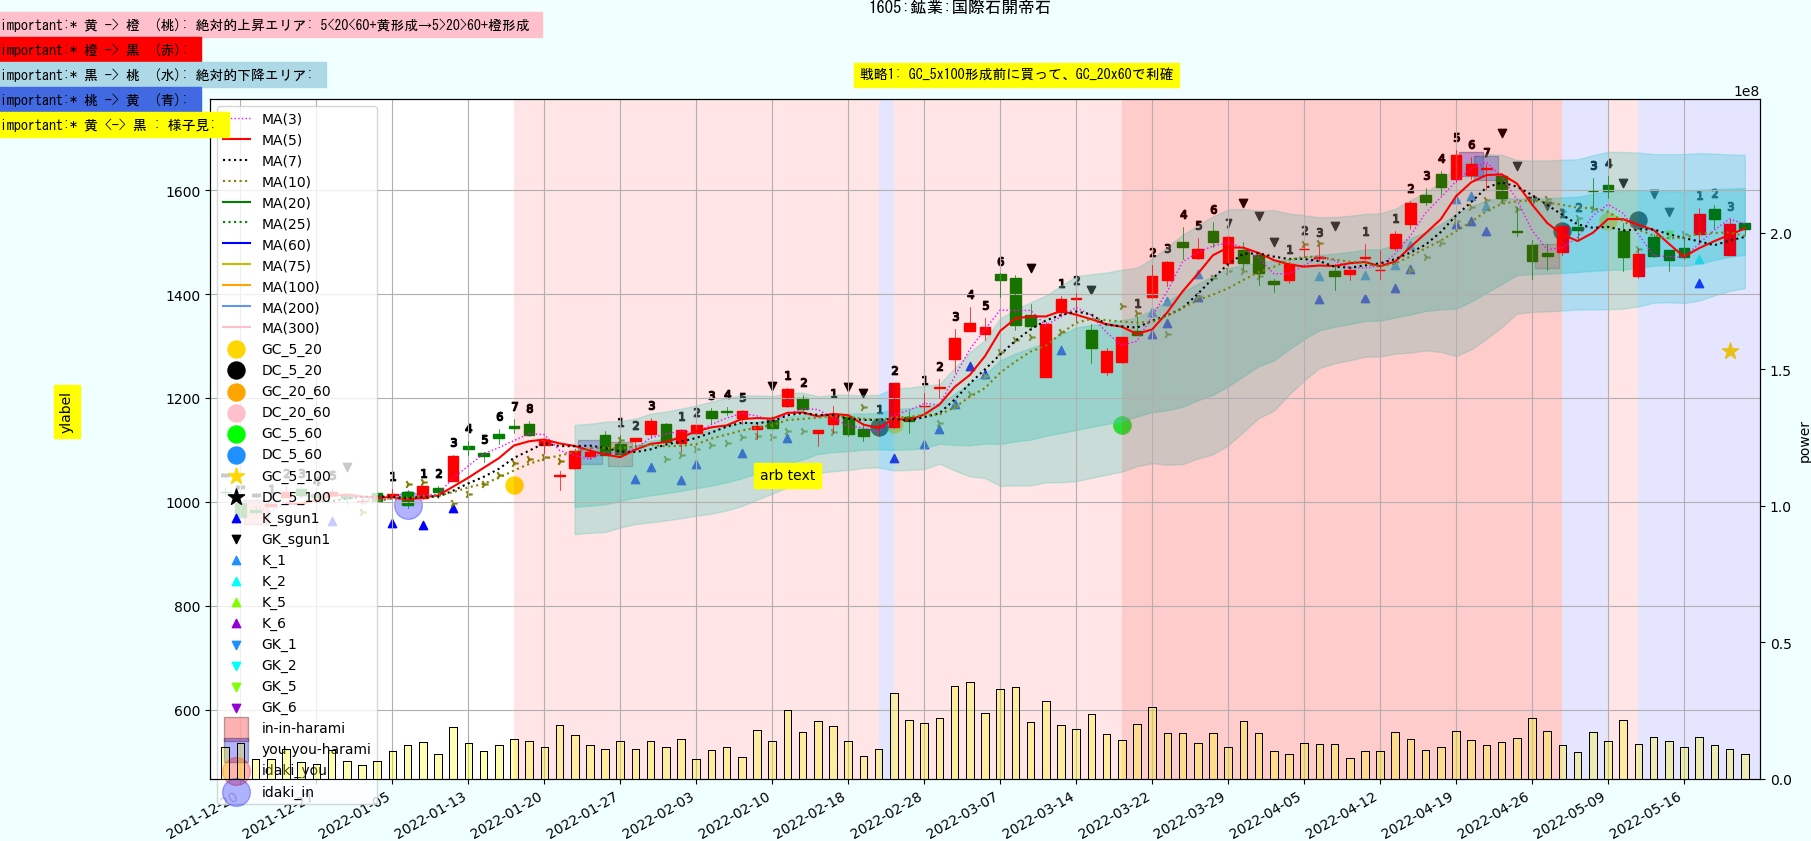 1605:鉱業:国際石開帝石
important:* 黄 -> 橙 (桃): 絶対的上昇エリア: 5<20<60+黄形成→5>20>60+橙形成
important:* 橙 -> 黒 (赤):
important:* 黒 -> 桃 (水): 絶対的下降エリア:
戦略1: GC_5x100形成前に買って、GC_20x60で利確
important:* 桃 -> 黄 (青):
important:* 黄 <-> 黒 : 様子見:
1e8
MA(3)
MA(5)
MA(7)
MA(10)
MA(20)
MA(25)
MA(60)
MA(75)
MA(100)
MA(200)
MA(300)
GC_5_20
DC_5_20
GC_20_60
DC_20_60
GC_5_60
DC_5_60
GC_5_100
DC_5_100
K_sgun1
GK_sgun1
K_1
K_2
K_5
K_6
GK_1
GK_2
GK_5
GK_6
in-in-harami
you-you-harami
idaki_you
idaki_in
1600
1400
1200
1000
800
600
ylabel
arb text
2.0
1.5
1.0
0.5
0.0
power
2021-12-20
2022-01-05
2022-01-13
2022-01-20
2022-01-27
2022-02-03
2022-02-10
2022-02-18
2022-02-28
2022-03-07
2022-03-14
2022-03-22
2022-03-29
2022-04-05
2022-04-12
2022-04-19
2022-04-26
2022-05-09
2022-05-16